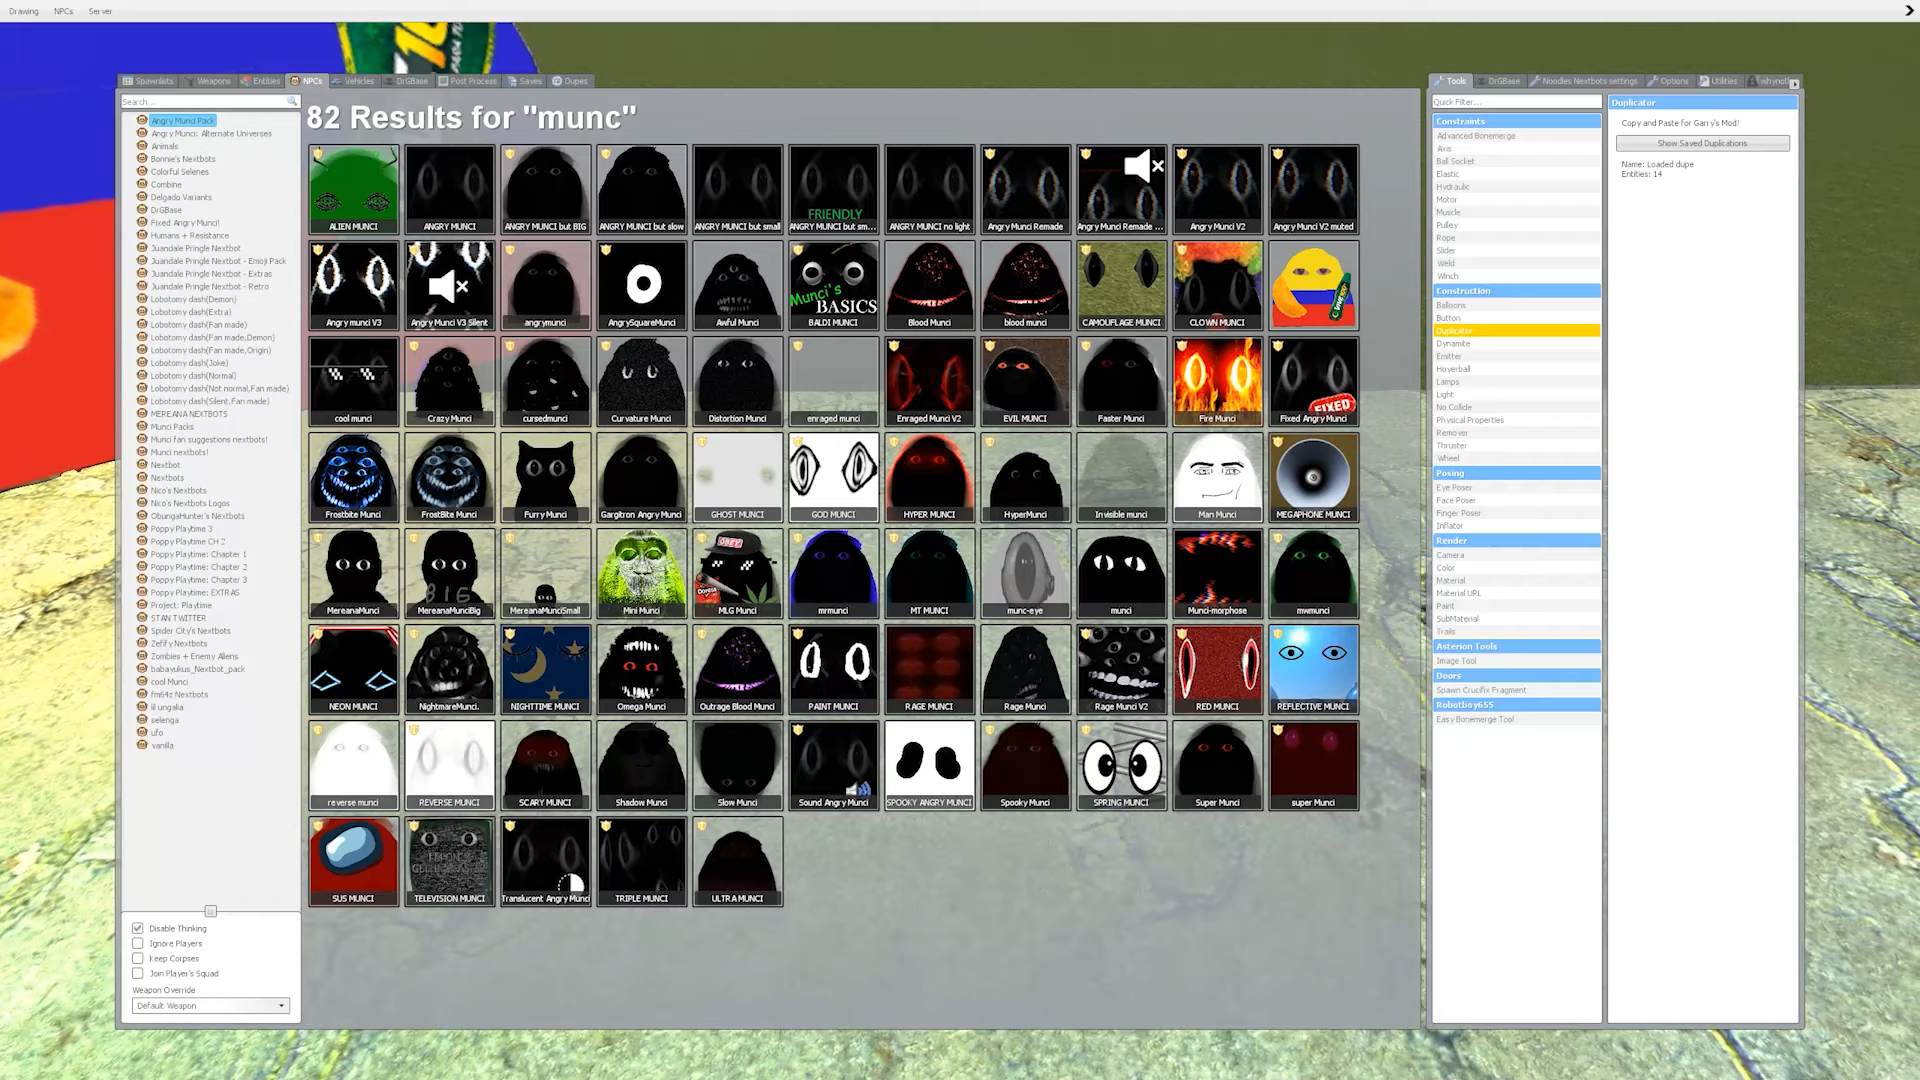 Drawing NPCs Server
Spawnlists Weapons Entities NPCs Vehicles DrGBase Post Process Saves Dupes
Search...
82 Results for "munc"
Angry Munci Pack
Angry Munci: Alternate Universes
Animals
Bonnie's Nextbots
Colorful Selenes
Combine
Delgado Variants
DrGBase
Fixed Angry Munci!
Humans + Resistance
Juandale Pringle Nextbot
Juandale Pringle Nextbot - Emoji Pack
Juandale Pringle Nextbot - Extras
Juandale Pringle Nextbot - Retro
Lobotomy dash(Demon)
Lobotomy dash(Extra)
Lobotomy dash(Fan made)
Lobotomy dash(Fan made,Demon)
Lobotomy dash(Fan made,Origin)
Lobotomy dash(Joke)
Lobotomy dash(Normal)
Lobotomy dash(Not normal,Fan made)
Lobotomy dash(Silent,Fan made)
MEREANA NEXTBOTS
Munci Packs
Munci fan suggestions nextbots!
Munci nextbots!
Nextbot
Nextbots
Nico's Nextbots
Nico's Nextbots Logos
ObungaHunter's Nextbots
Poppy Playtime 3
Poppy Playtime CH 2
Poppy Playtime: Chapter 1
Poppy Playtime: Chapter 2
Poppy Playtime: Chapter 3
Poppy Playtime: EXTRAS
Project: Playtime
STAN TWITTER
Spider City's Nextbots
Zefify Nextbots
Zombies + Enemy Aliens
babayukus_Nextbot_pack
cool Munci
fm64z Nextbots
lil ungalia
selenga
ufo
vanilla
Disable Thinking
Ignore Players
Keep Corpses
Join Player's Squad
Weapon Override
Default Weapon
FRIENDLY
ALIEN MUNCI ANGRY MUNCI ANGRY MUNCI but BIG ANGRY MUNCI but slow ANGRY MUNCI but small ANGRY MUNCI but sm... ANGRY MUNCI no light Angry Munci Remade Angry Munci Remade ... Angry Munci V2 Angry Munci V2 muted
Munci's
BASICS
Angry munci V3 Angry Munci V3 Silent angrymunci AngrySquareMunci Awful Munci BALDI MUNCI Blood Munci blood munci CAMOUFLAGE MUNCI CLOWN MUNCI
FIXED
cool munci Crazy Munci cursedmunci Curvature Munci Distortion Munci enraged munci Enraged Munci V2 EVIL MUNCI Faster Munci Fire Munci Fixed Angry Munci
Frostbite Munci FrostBite Munci Furry Munci Gargitron Angry Munci GHOST MUNCI GOD MUNCI HYPER MUNCI HyperMunci Invisible munci Man Munci MEGAPHONE MUNCI
OBEY
Doritos
BIG
MereanaMunci MereanaMunciBig MereanaMunciSmall Mini Munci MLG Munci mrmunci MT MUNCI munc-eye munci Munci-morphose mwmunci
NEON MUNCI NightmareMunci. NIGHTTIME MUNCI Omega Munci Outrage Blood Munci PAINT MUNCI RAGE MUNCI Rage Munci Rage Munci V2 RED MUNCI REFLECTIVE MUNCI
reverse munci REVERSE MUNCI SCARY MUNCI Shadow Munci Slow Munci Sound Angry Munci SPOOKY ANGRY MUNCI Spooky Munci SPRING MUNCI Super Munci super Munci
SUS MUNCI TELEVISION MUNCI Translucent Angry Munci TRIPLE MUNCI ULTRA MUNCI
Tools DrGBase Noodles Nextbots settings Options Utilities
Quick Filter...
Constraints
Advanced Bonemerge
Axis
Ball Socket
Elastic
Hydraulic
Motor
Muscle
Pulley
Rope
Slider
Weld
Winch
Construction
Balloons
Button
Duplicator
Dynamite
Emitter
Hoverball
Lamps
Light
No Collide
Physical Properties
Remover
Thruster
Wheel
Posing
Eye Poser
Face Poser
Finger Poser
Inflator
Render
Camera
Color
Material
Material URL
Paint
SubMaterial
Trails
Asterion Tools
Image Tool
Doors
Spawn Crucifix Fragment
Robotboy655
Easy Bonemerge Tool
Duplicator
Copy and Paste for Garry's Mod!
Show Saved Duplications
Name: Loaded dupe
Entities: 14